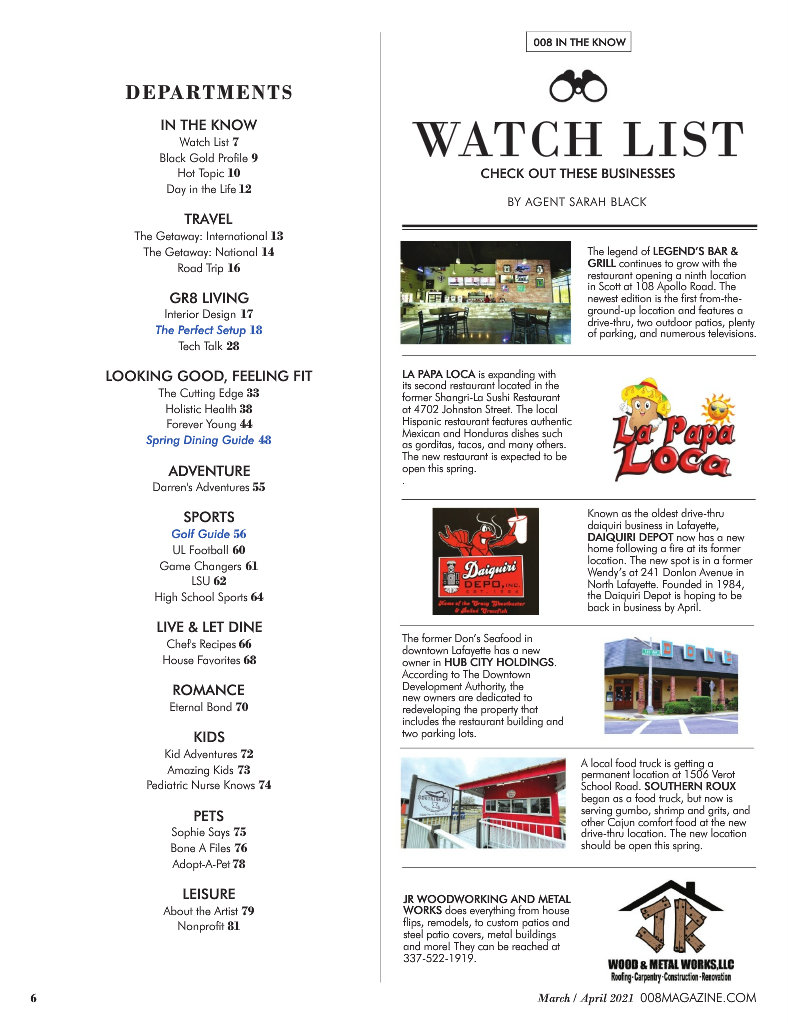 DEPARTMENTS
IN THE KNOW
Watch List 7
Black Gold Profile 9
Hot Topic 10
Day in the Life 12
TRAVEL
The Getaway: International 13
The Getaway: National 14
Road Trip 16
GR8 LIVING
Interior Design 17
The Perfect Setup 18
Tech Talk 28
LOOKING GOOD, FEELING FIT
The Cutting Edge 33
Holistic Health 38
Forever Young 44
Spring Dining Guide 48
ADVENTURE
Darren's Adventures 55
SPORTS
Golf Guide 56
UL Football 60
Game Changers 61
LSU 62
High School Sports 64
LIVE & LET DINE
Chef's Recipes 66
House Favorites 68
ROMANCE
Eternal Bond 70
KIDS
Kid Adventures 72
Amazing Kids 73
Pediatric Nurse Knows 74
PETS
Sophie Says 75
Bone A Files 76
Adopt-A-Pet 78
LEISURE
About the Artist 79
Nonprofit 81
6
008 IN THE KNOW
WATCH LIST
CHECK OUT THESE BUSINESSES
BY AGENT SARAH BLACK
The legend of LEGEND'S BAR &
GRILL continues to grow with the
restaurant opening a ninth location
in Scott at 108 Apollo Road. The
newest edition is the first from-the-
ground-up location and features a
drive-thru, two outdoor patios, plenty
of parking, and numerous televisions.
LA PAPA LOCA is expanding with
its second restaurant located in the
former Shangri-La Sushi Restaurant
at 4702 Johnston Street. The local
Hispanic restaurant features authentic
Mexican and Honduras dishes such
as gorditas, tacos, and many others.
The new restaurant is expected to be
open this spring.
.
La Papa
Loca
Daiquiri
DEPO, INC.
EST. 1984
Home of the Crazy Ghostbuster
& Boiled Crawfish
Known as the oldest drive-thru
daiquiri business in Lafayette,
DAIQUIRI DEPOT now has a new
home following a fire at its former
location. The new spot is in a former
Wendy's at 241 Donlon Avenue in
North Lafayette. Founded in 1984,
the Daiquiri Depot is hoping to be
back in business by April.
The former Don's Seafood in
downtown Lafayette has a new
owner in HUB CITY HOLDINGS.
According to The Downtown
Development Authority, the
new owners are dedicated to
redeveloping the property that
includes the restaurant building and
two parking lots.
DONS
A local food truck is getting a
permanent location at 1506 Verot
School Road. SOUTHERN ROUX
began as a food truck, but now is
serving gumbo, shrimp and grits, and
other Cajun comfort food at the new
drive-thru location. The new location
should be open this spring.
JR WOODWORKING AND METAL
WORKS does everything from house
flips, remodels, to custom patios and
steel patio covers, metal buildings
and more! They can be reached at
337-522-1919.
JR
WOOD & METAL WORKS,LLC
Roofing·Carpentry·Construction·Renovation
March / April 2021 008MAGAZINE.COM